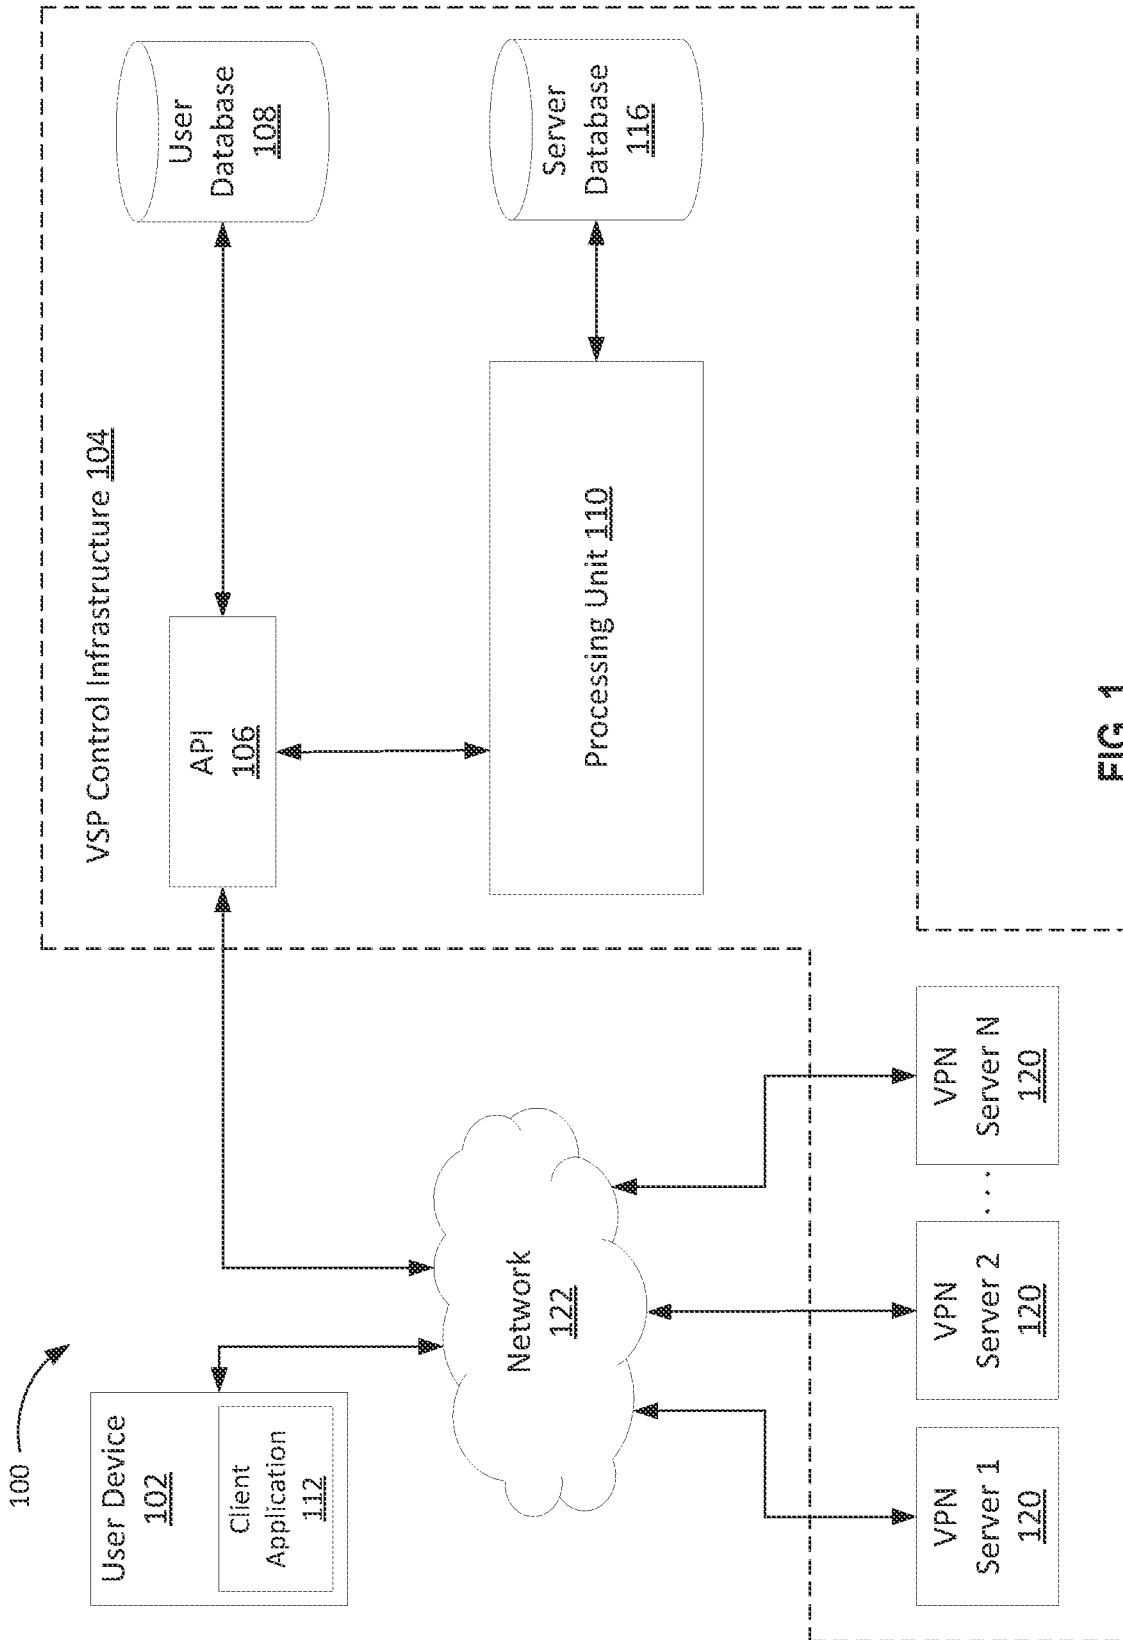 100
User Device
102
Client
Application
112
VSP Control Infrastructure 104
API
106
User
Database
108
Processing Unit 110
Server
Database
116
Network
122
VPN
Server 1
120
VPN
Server 2
120
. . .
VPN
Server N
120
FIG. 1